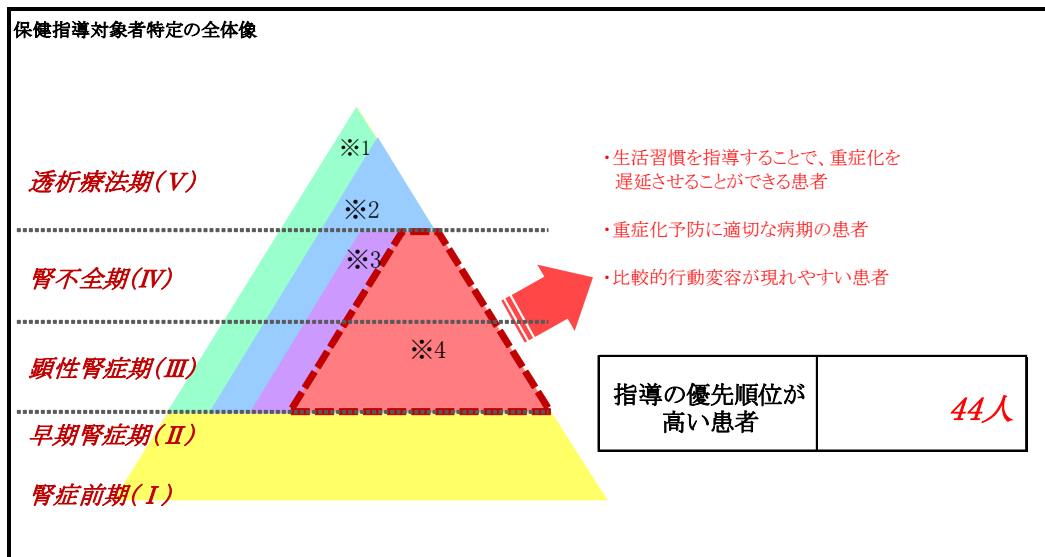 保健指導対象者特定の全体像
※1
透析療法期(Ⅴ)
※2
腎不全期(Ⅳ)
※3
顕性腎症期(Ⅲ)
※4
早期腎症期(Ⅱ)
腎症前期(Ⅰ)
・生活習慣を指導することで、重症化を
遅延させることができる患者
・重症化予防に適切な病期の患者
・比較的行動変容が現れやすい患者
指導の優先順位が
高い患者
44人